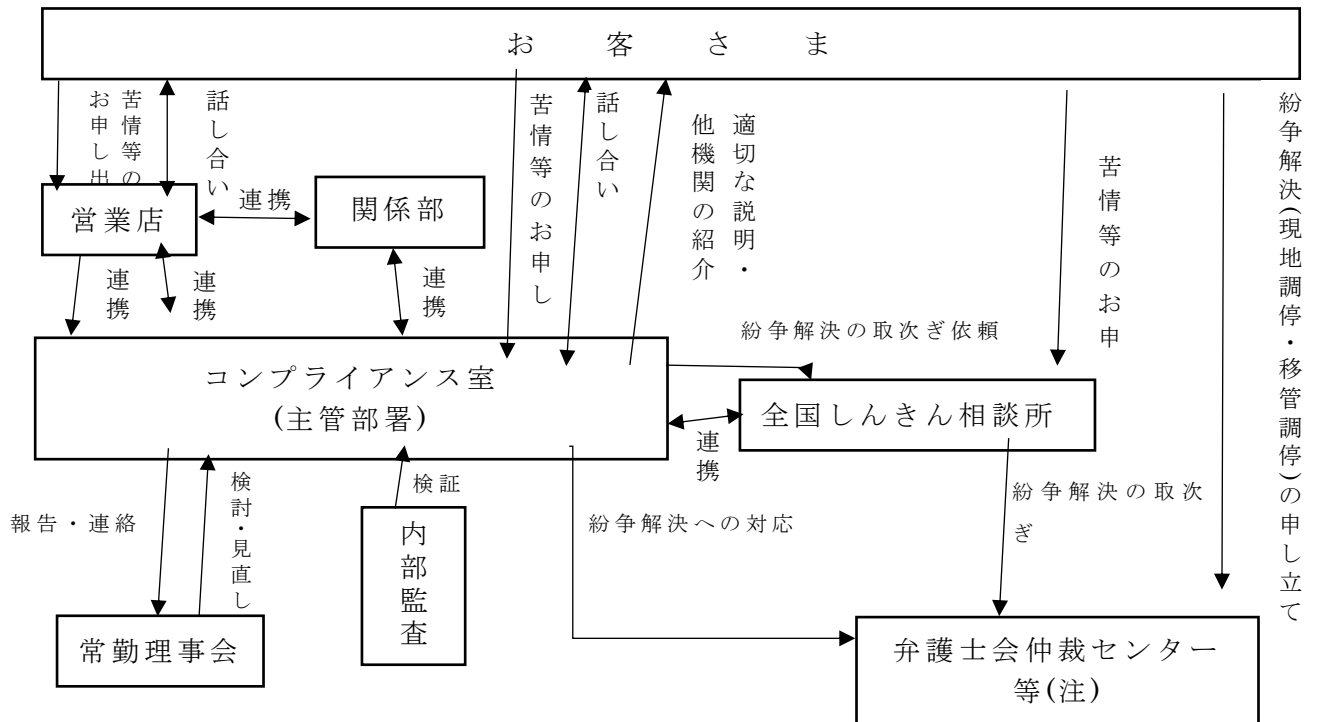 お客さま
苦情等の
お申し出
話し合い
苦情等のお申し
話し合い
適切な説明・
他機関の紹介
苦情等のお申
紛争解決(現地調停・移管調停)の申し立て
営業店
連携
関係部
連携
連携
連携
紛争解決の取次ぎ依頼
コンプライアンス室
(主管部署)
全国しんきん相談所
連携
報告・連絡
検討・見直し
検証
内部監査
紛争解決への対応
紛争解決の取次
ぎ
常勤理事会
弁護士会仲裁センター
等(注)